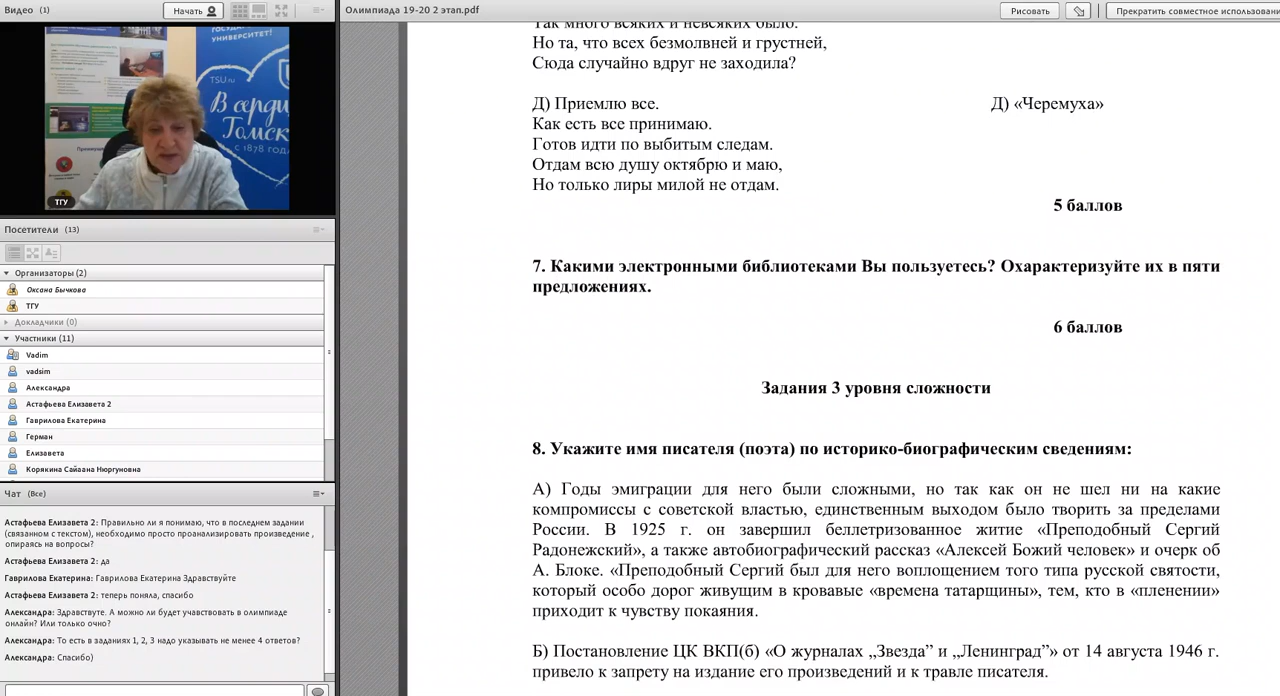 Видео (1)
Начать
Олимпиада 19-20 2 этап.pdf
Рисовать
Прекратить совместное использовани
УНИВЕРСИТЕТ!
TSU.ru
В серди
Томск
с 1878 год
ТГУ
Посетители (13)
Организаторы (2)
Оксана Бычкова
ТГУ
Докладчики (0)
Участники (11)
Vadim
vadsim
Александра
Астафьева Елизавета 2
Гаврилова Екатерина
Герман
Елизавета
Корякина Сайаана Нюргуновна
Чат (Все)
Астафьева Елизавета 2: Правильно ли я понимаю, что в последнем задании
(связанном с текстом), необходимо просто проанализировать произведение ,
опираясь на вопросы?
Астафьева Елизавета 2: да
Гаврилова Екатерина: Гаврилова Екатерина Здравствуйте
Астафьева Елизавета 2: теперь поняла, спасибо
Александра: Здравствуте. А можно ли будет учавствовать в олимпиаде
онлайн? Или только очно?
Александра: То есть в заданиях 1, 2, 3 надо указывать не менее 4 ответов?
Александра: Спасибо)
Так много всяких и невсяких было.
Но та, что всех безмолвней и грустней,
Сюда случайно вдруг не заходила?
Д) Приемлю все. Д) «Черемуха»
Как есть все принимаю.
Готов идти по выбитым следам.
Отдам всю душу октябрю и маю,
Но только лиры милой не отдам.
5 баллов
7. Какими электронными библиотеками Вы пользуетесь? Охарактеризуйте их в пяти
предложениях.
6 баллов
Задания 3 уровня сложности
8. Укажите имя писателя (поэта) по историко-биографическим сведениям:
А) Годы эмиграции для него были сложными, но так как он не шел ни на какие
компромиссы с советской властью, единственным выходом было творить за пределами
России. В 1925 г. он завершил беллетризованное житие «Преподобный Сергий
Радонежский», а также автобиографический рассказ «Алексей Божий человек» и очерк об
А. Блоке. «Преподобный Сергий был для него воплощением того типа русской святости,
который особо дорог живущим в кровавые «времена татарщины», тем, кто в «пленении»
приходит к чувству покаяния.
Б) Постановление ЦК ВКП(б) «О журналах „Звезда” и „Ленинград”» от 14 августа 1946 г.
привело к запрету на издание его произведений и к травле писателя.